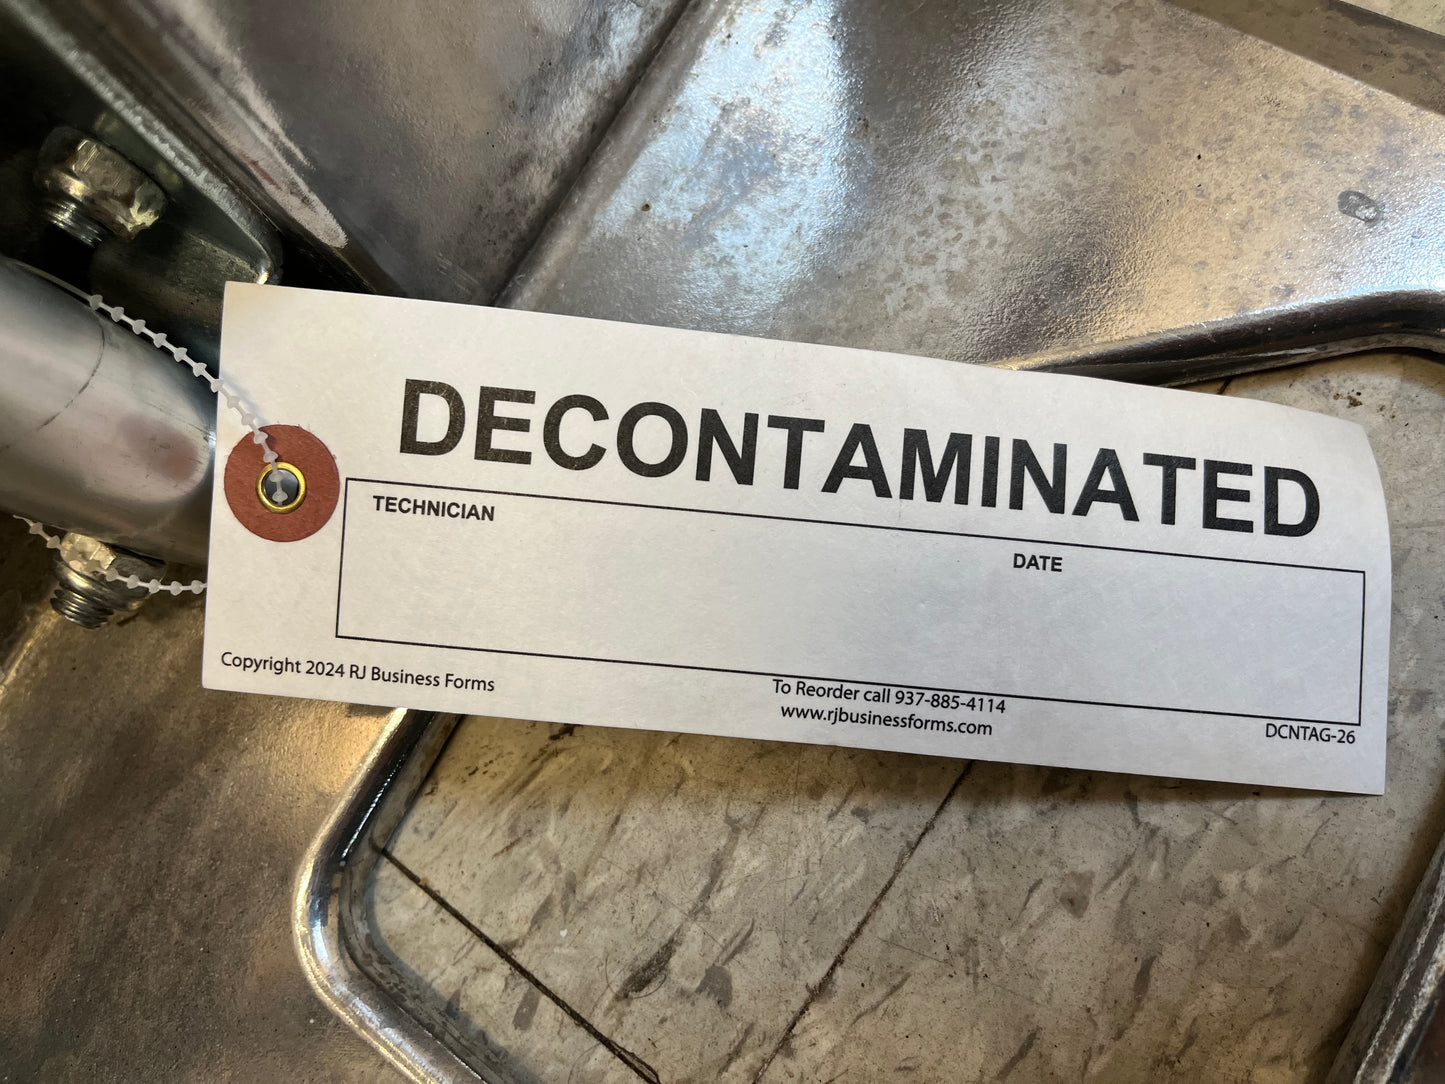 DECONTAMINATED
TECHNICIAN
DATE
Copyright 2024 RJ Business Forms
To Reorder call 937-885-4114
www.rjbusinessforms.com
DCNTAG-26